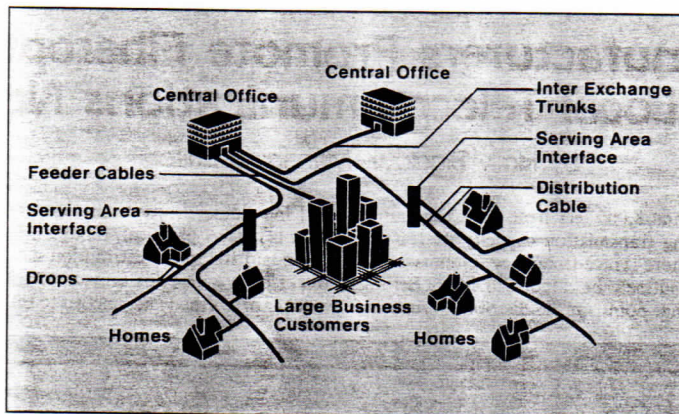 Central Office
Central Office
Inter Exchange
Trunks
Serving Area
Interface
Feeder Cables
Distribution
Cable
Serving Area
Interface
Drops
Large Business
Customers
Homes
Homes